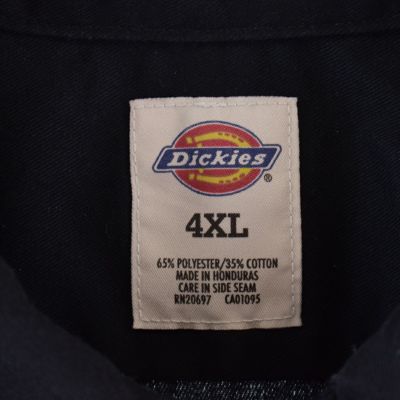 Dickies
®
4XL
65% POLYESTER/35% COTTON
MADE IN HONDURAS
CARE IN SIDE SEAM
RN20697 CA01095